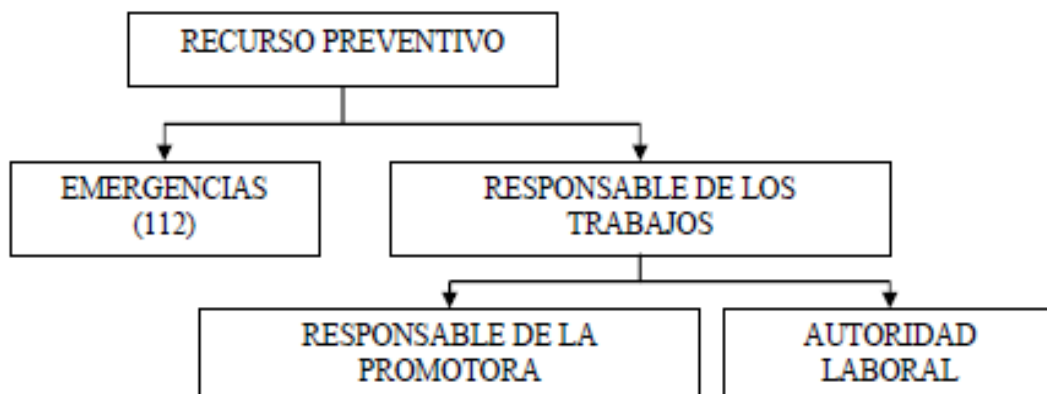 RECURSO PREVENTIVO
EMERGENCIAS
(112)
RESPONSABLE DE LOS
TRABAJOS
RESPONSABLE DE LA
PROMOTORA
AUTORIDAD
LABORAL